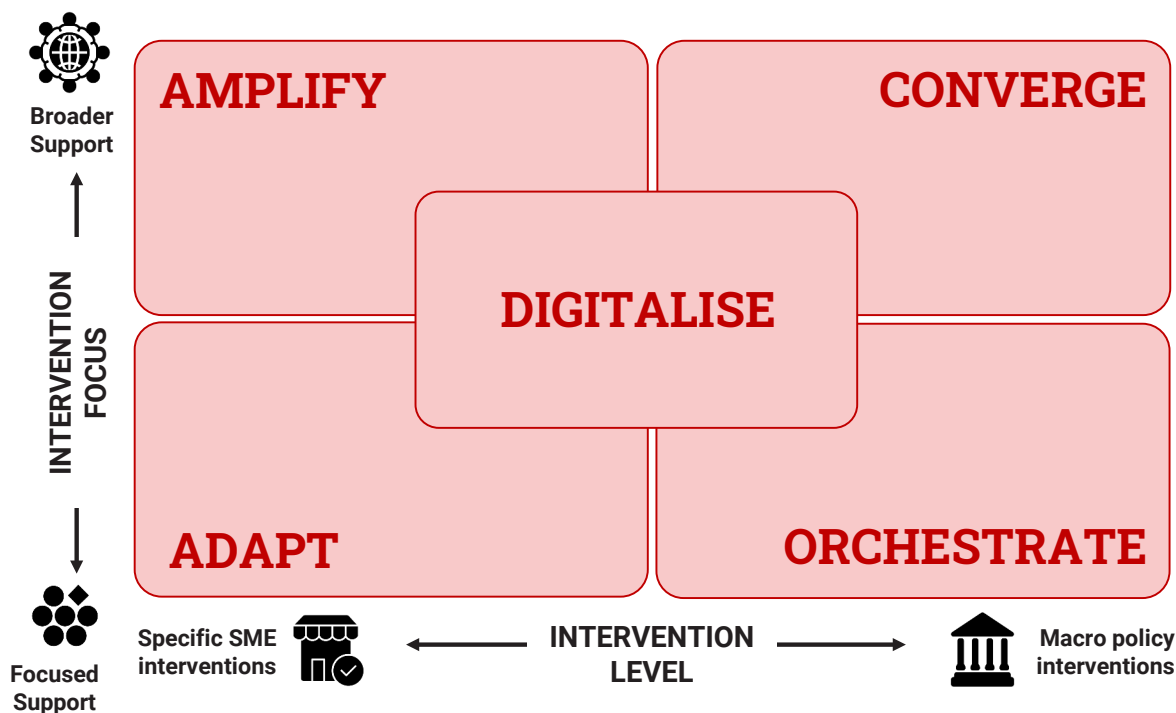 Broader
Support
AMPLIFY
CONVERGE
INTERVENTION
FOCUS
DIGITALISE
ADAPT
ORCHESTRATE
Focused
Support
Specific SME
interventions
INTERVENTION
LEVEL
Macro policy
interventions